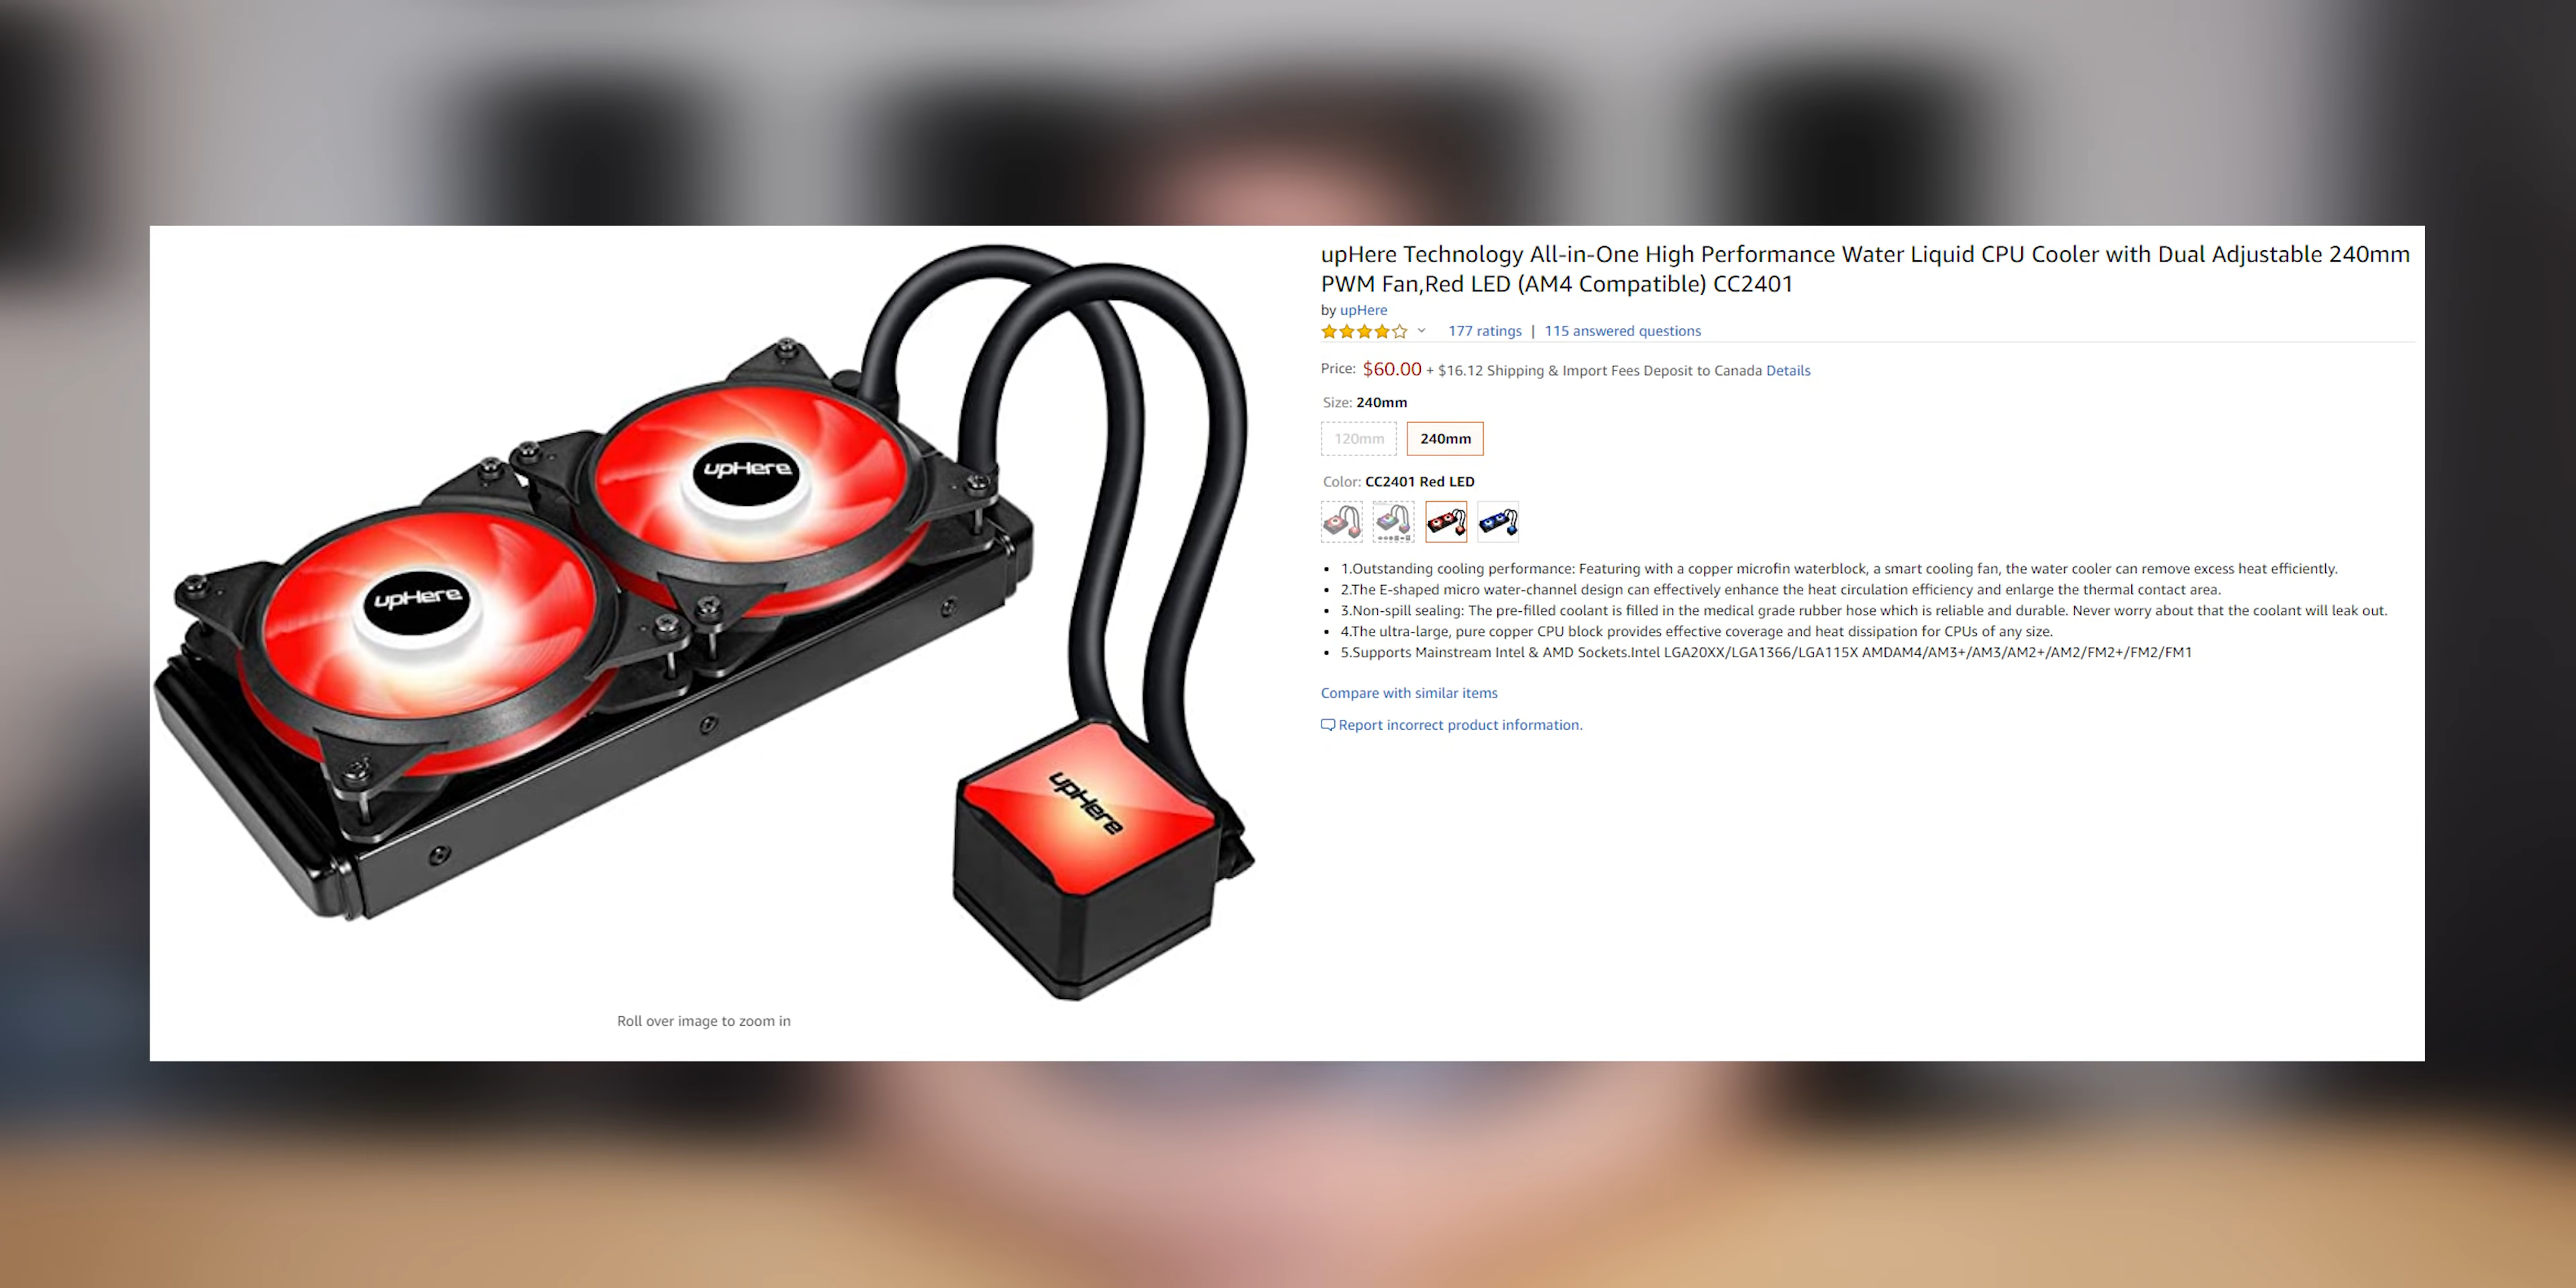 upHere Technology All-in-One High Performance Water Liquid CPU Cooler with Dual Adjustable 240mm
PWM Fan,Red LED (AM4 Compatible) CC2401
by upHere
177 ratings | 115 answered questions
Price: $60.00 + $16.12 Shipping & Import Fees Deposit to Canada Details
Size: 240mm
120mm 240mm
Color: CC2401 Red LED
• 1.Outstanding cooling performance: Featuring with a copper microfin waterblock, a smart cooling fan, the water cooler can remove excess heat efficiently.
• 2.The E-shaped micro water-channel design can effectively enhance the heat circulation efficiency and enlarge the thermal contact area.
• 3.Non-spill sealing: The pre-filled coolant is filled in the medical grade rubber hose which is reliable and durable. Never worry about that the coolant will leak out.
• 4.The ultra-large, pure copper CPU block provides effective coverage and heat dissipation for CPUs of any size.
• 5.Supports Mainstream Intel & AMD Sockets.Intel LGA20XX/LGA1366/LGA115X AMDAM4/AM3+/AM3/AM2+/AM2/FM2+/FM2/FM1
Compare with similar items
Report incorrect product information.
upHere
upHere
upHere
Roll over image to zoom in